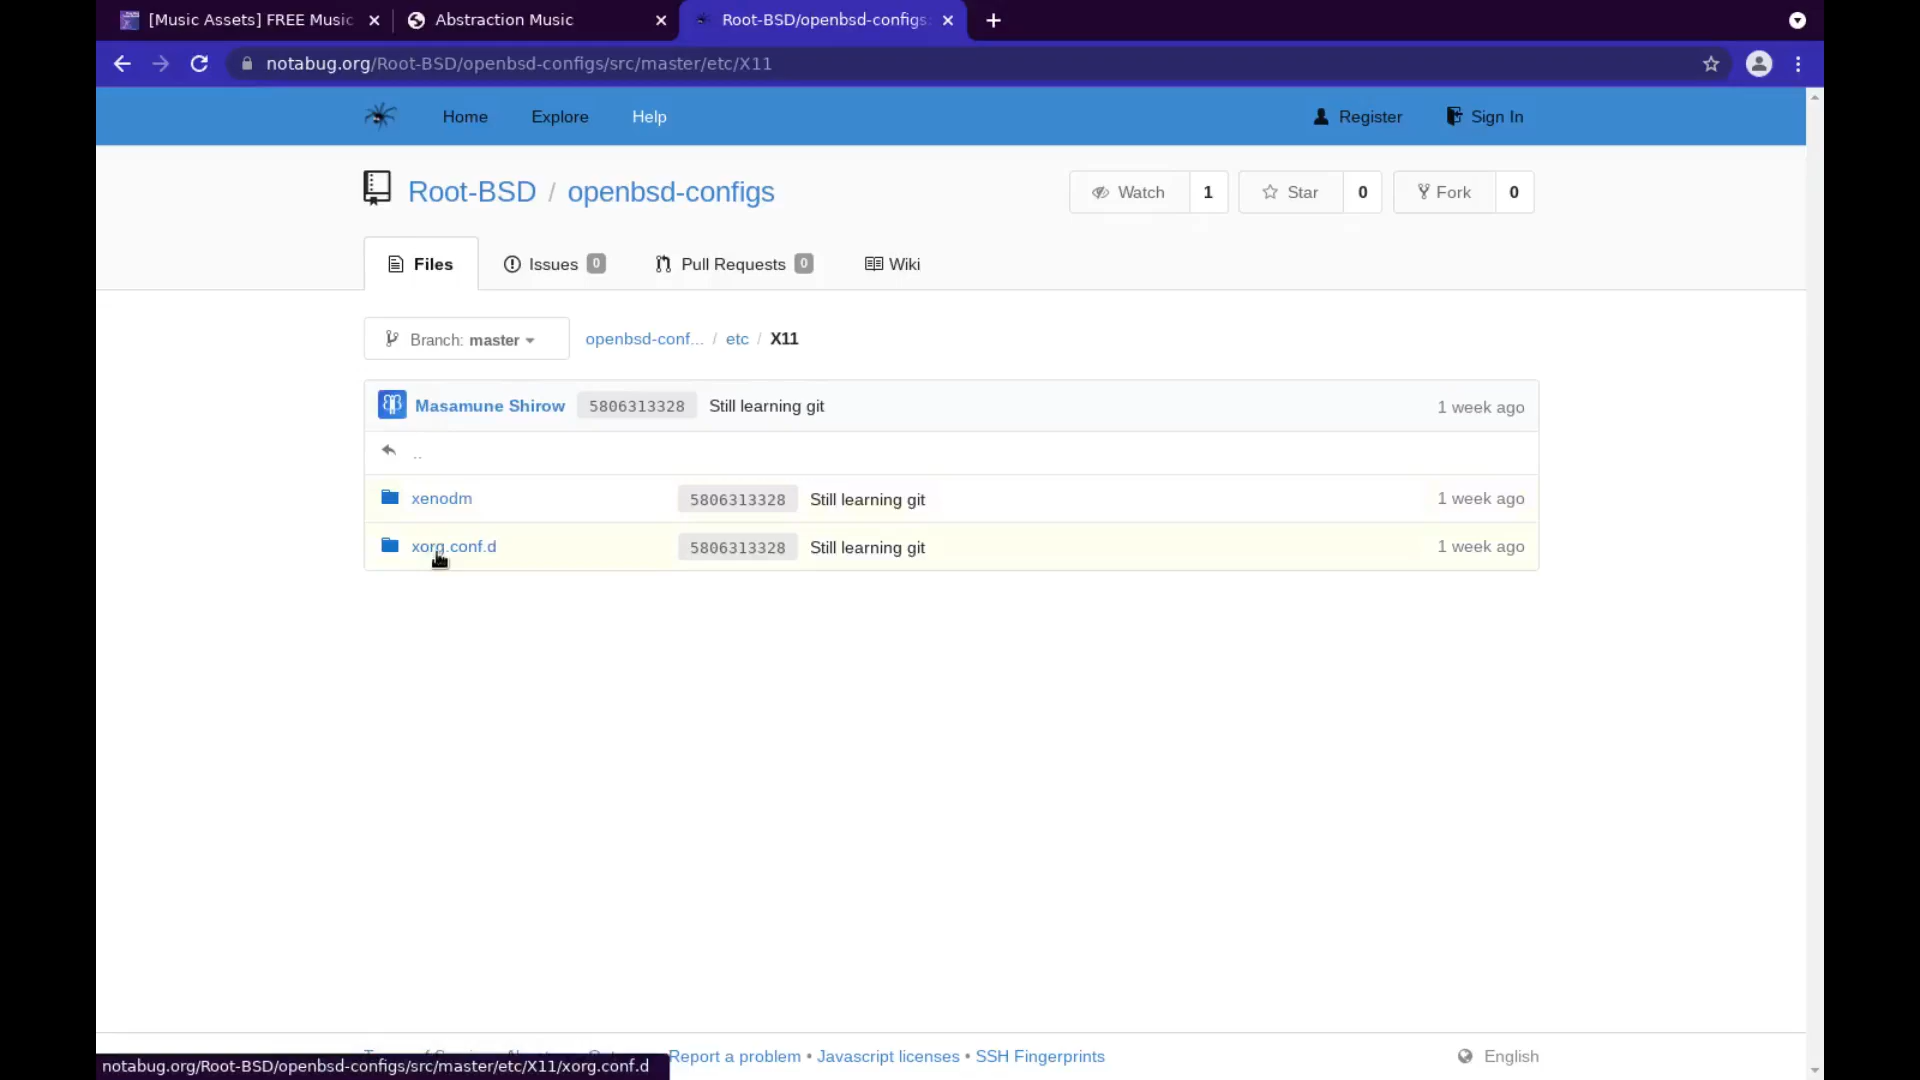 [Music Assets] FREE Music
Abstraction Music
Root-BSD/openbsd-configs:
notabug.org/Root-BSD/openbsd-configs/src/master/etc/X11
Home Explore Help Register Sign In
Root-BSD / openbsd-configs Watch 1 Star 0 Fork 0
Files Issues 0 Pull Requests 0 Wiki
Branch: master openbsd-conf... / etc / X11
Masamune Shirow 5806313328 Still learning git 1 week ago
..
xenodm 5806313328 Still learning git 1 week ago
xorg.conf.d 5806313328 Still learning git 1 week ago
Report a problem • Javascript licenses • SSH Fingerprints English
notabug.org/Root-BSD/openbsd-configs/src/master/etc/X11/xorg.conf.d